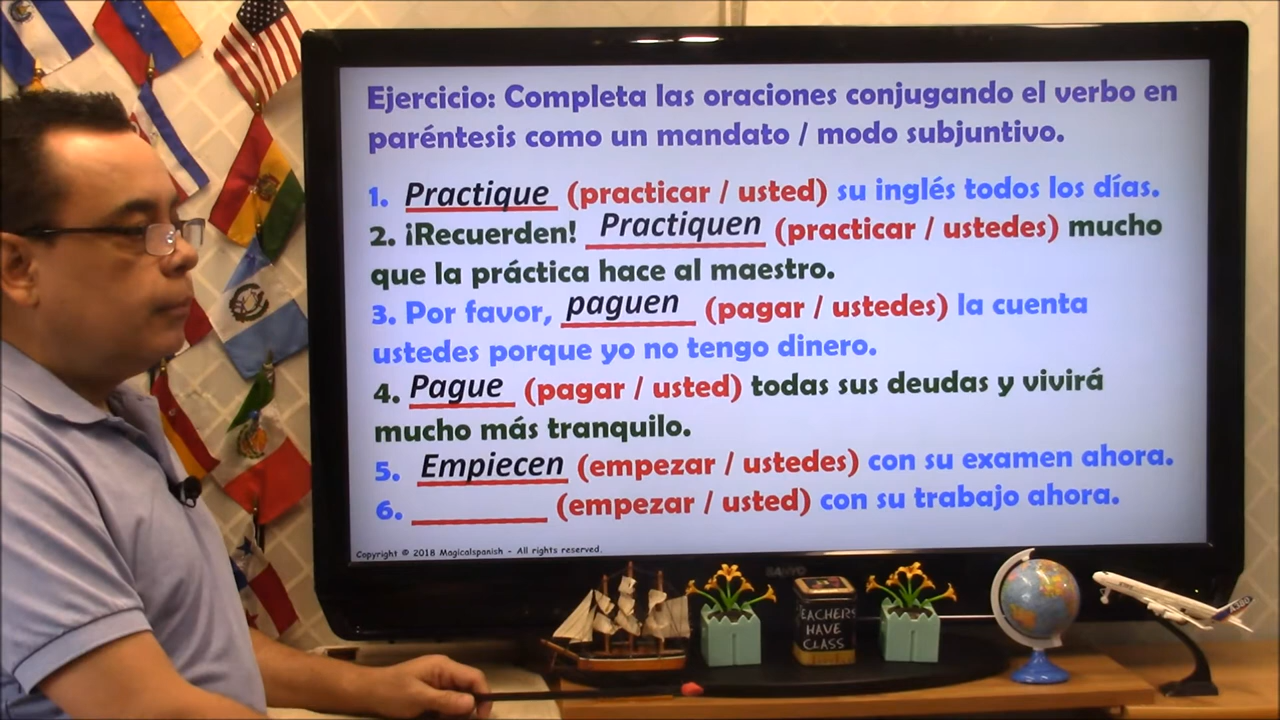 Ejercicio: Completa las oraciones conjugando el verbo en
paréntesis como un mandato / modo subjuntivo.
1. Practique (practicar / usted) su inglés todos los días.
2. ¡Recuerden! Practiquen (practicar / ustedes) mucho
que la práctica hace al maestro.
3. Por favor, paguen (pagar / ustedes) la cuenta
ustedes porque yo no tengo dinero.
4. Pague (pagar / usted) todas sus deudas y vivirá
mucho más tranquilo.
5. Empiecen (empezar / ustedes) con su examen ahora.
6. ________ (empezar / usted) con su trabajo ahora.
Copyright © 2018 Magicalspanish - All rights reserved.
SANYO
TEACHERS
HAVE
CLASS
A380